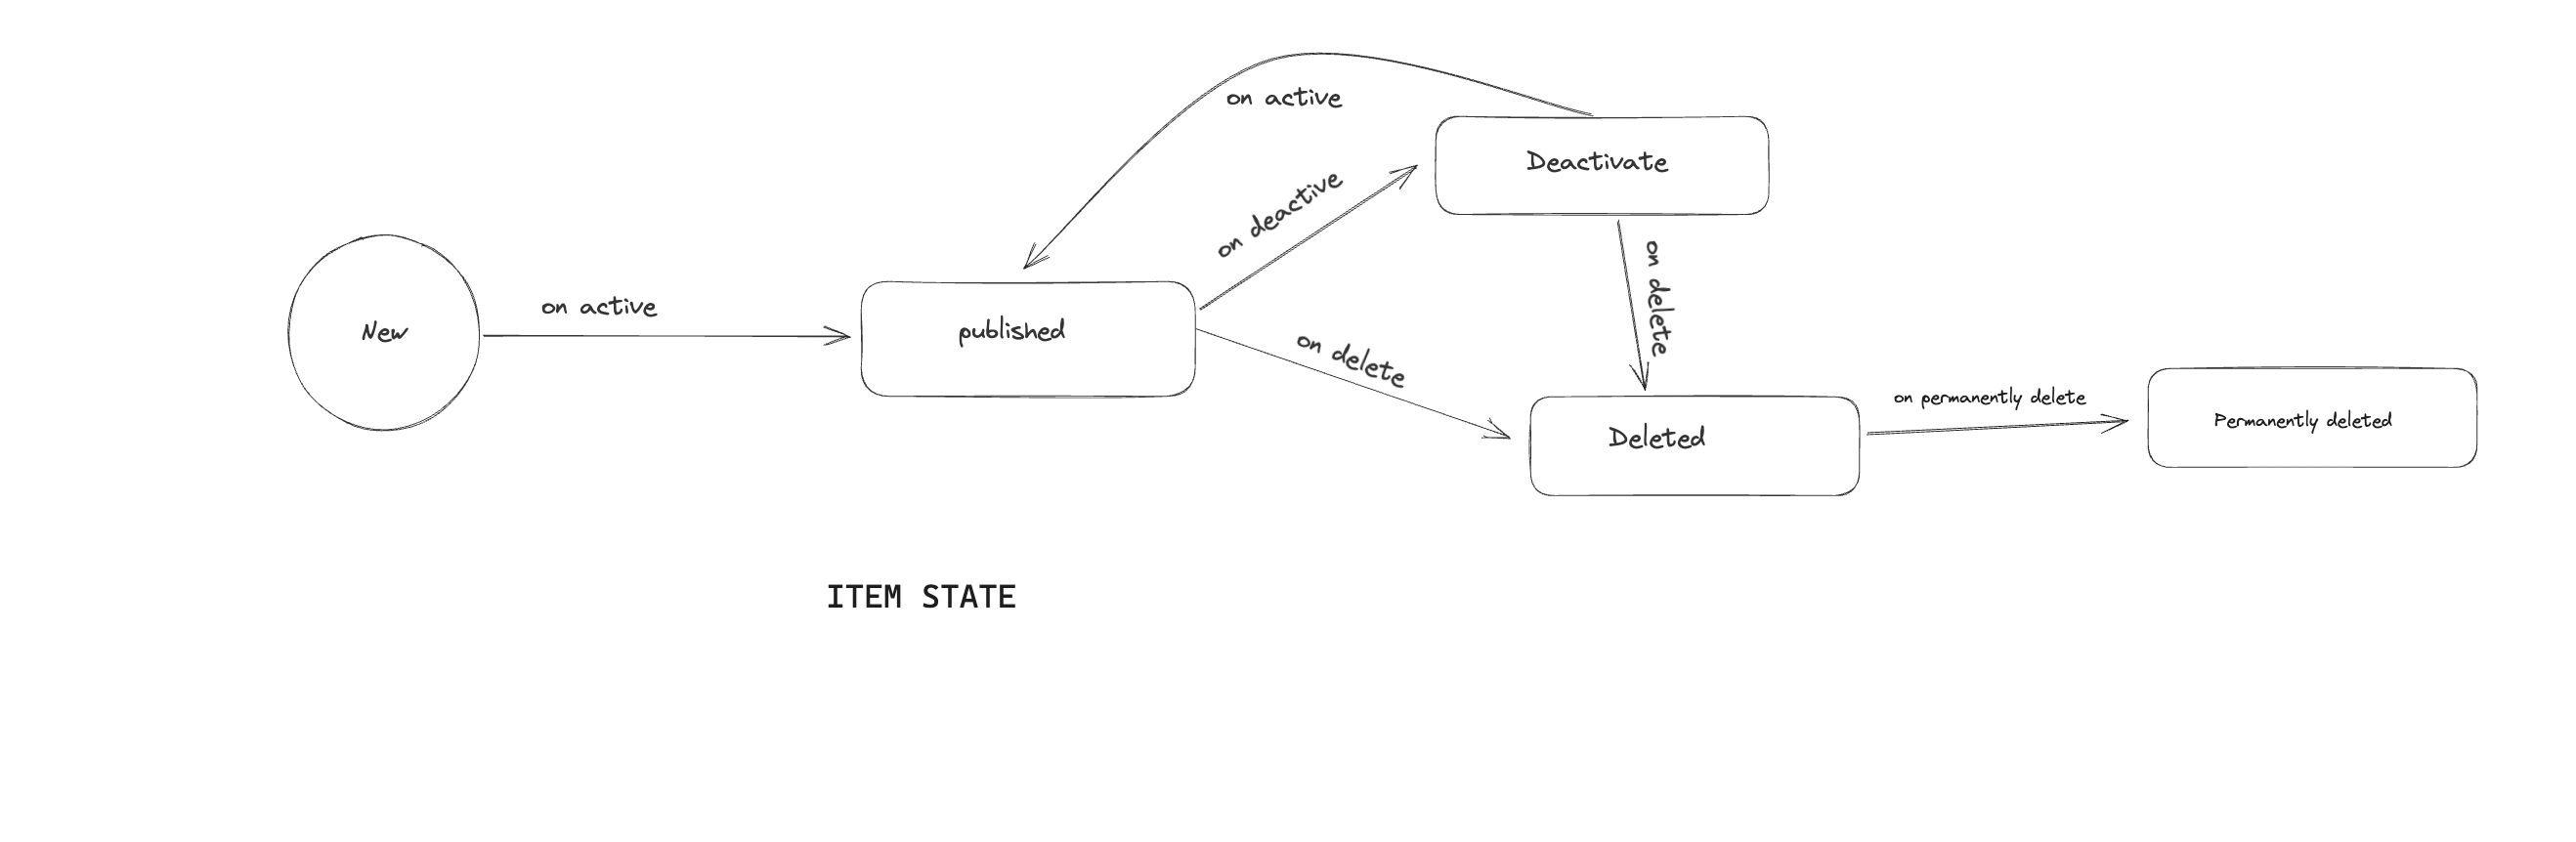 on active
Deactivate
on deactive
on delete
New
on active
published
on delete
Deleted
on permanently delete
Permanently deleted
ITEM STATE